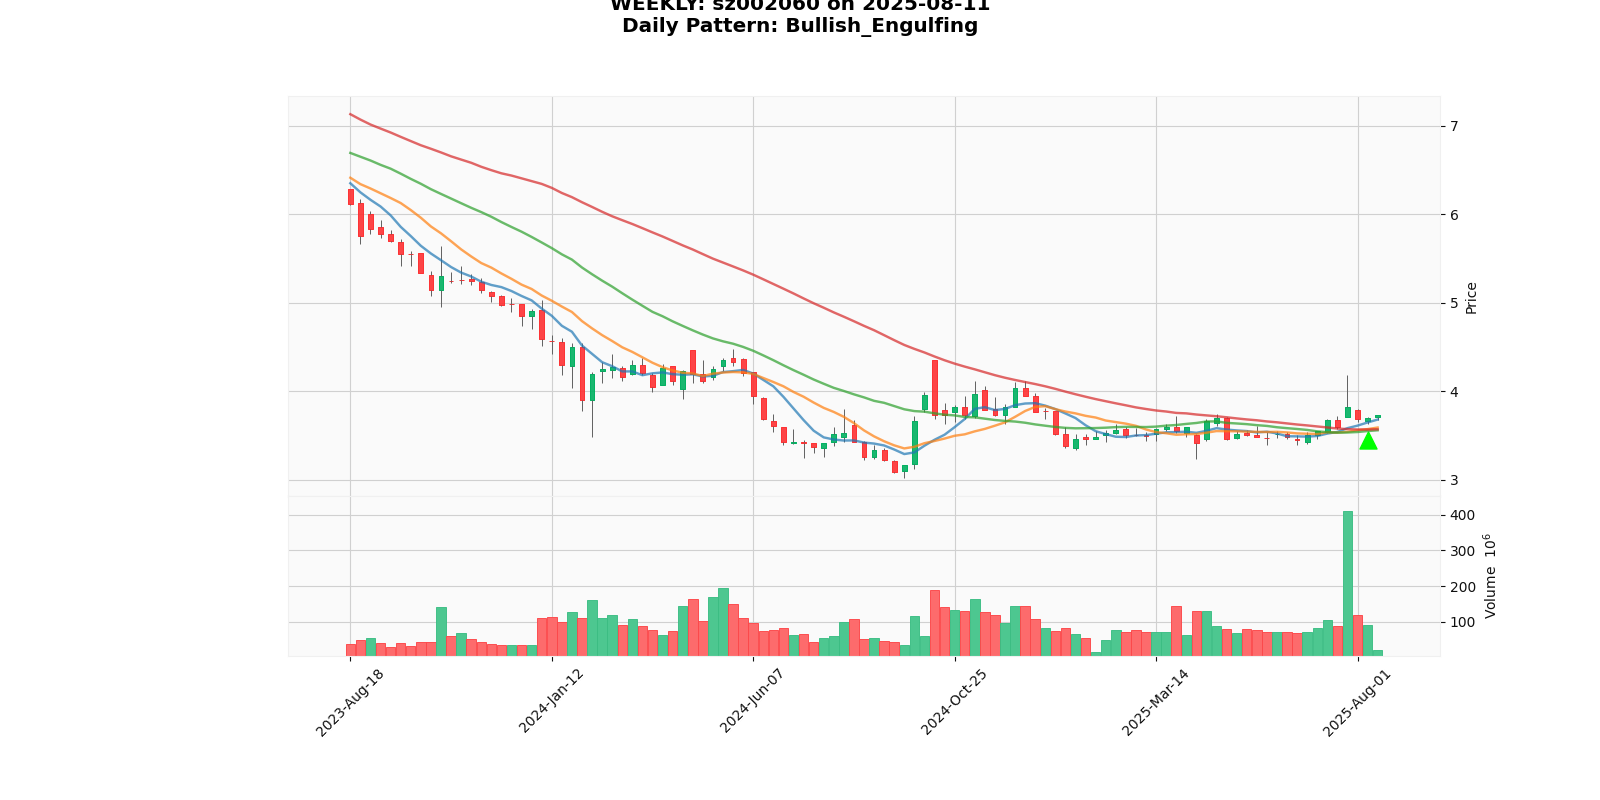 WEEKLY: sz002060 on 2025-08-11
Daily Pattern: Bullish_Engulfing
7
6
5
4
3
Price
400
300
200
100
Volume 10^6
2023-Aug-18
2024-Jan-12
2024-Jun-07
2024-Oct-25
2025-Mar-14
2025-Aug-01